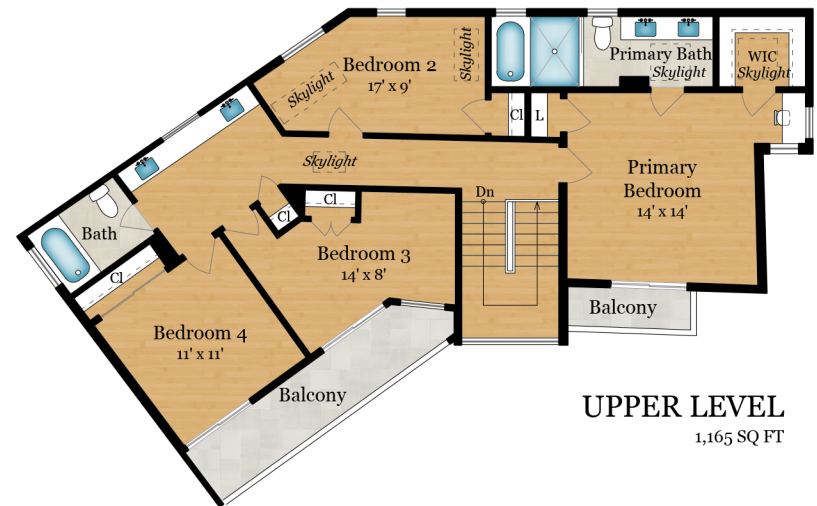 Bedroom 2
17' x 9'
Skylight
Skylight
Primary Bath
Skylight
WIC
Skylight
Cl
L
Skylight
Primary
Bedroom
14' x 14'
Dn
Cl
Cl
Bath
Cl
Bedroom 3
14' x 8'
Bedroom 4
11' x 11'
Balcony
Balcony
UPPER LEVEL
1,165 SQ FT